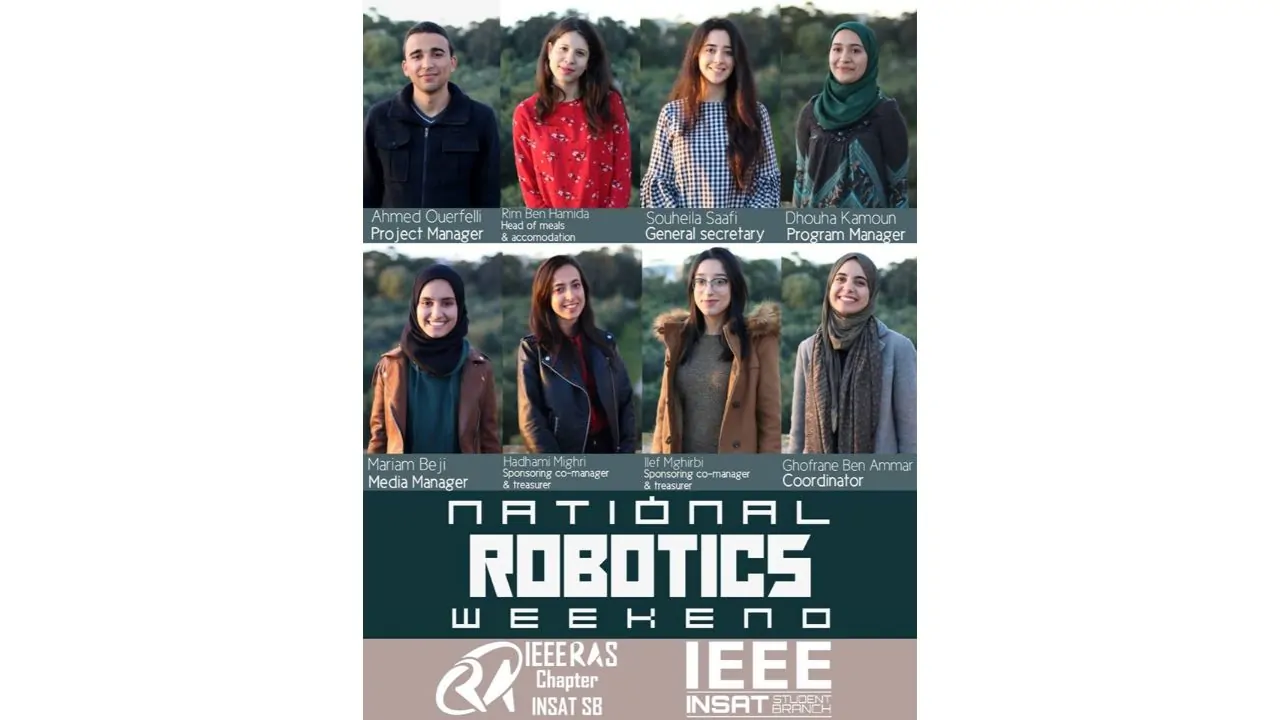 Ahmed Ouerfelli
Project Manager
Rim Ben Hamida
Head of meals
& accomodation
Souheila Saafi
General secretary
Dhouha Kamoun
Program Manager
Mariam Beji
Media Manager
Hadhami Mighri
Sponsoring co-manager
& treasurer
Ilef Mghirbi
Sponsoring co-manager
& treasurer
Ghofrane Ben Ammar
Coordinator
NATIONAL
ROBOTICS
WEEKEND
RA
IEEE RAS
Chapter
INSAT SB
IEEE
INSAT STUDENT
BRANCH